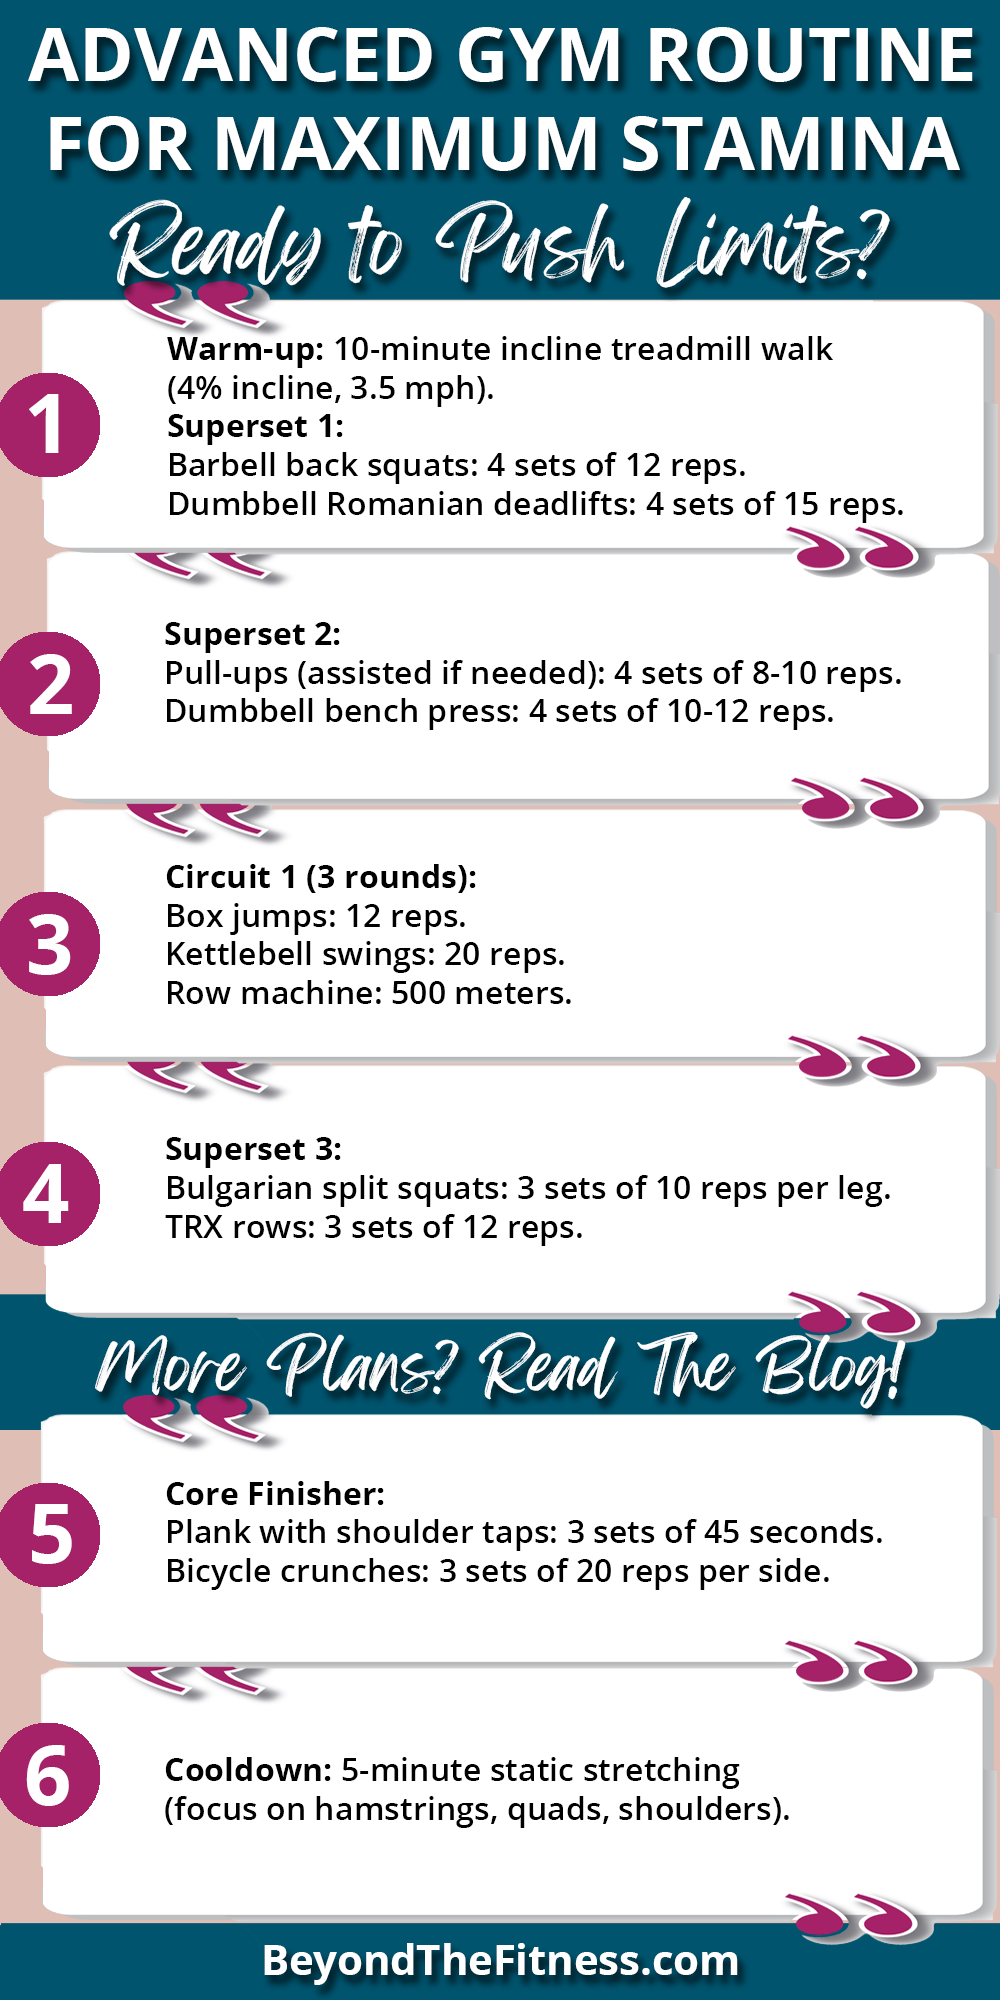 ADVANCED GYM ROUTINE
FOR MAXIMUM STAMINA
Ready to Push Limits?
1
Warm-up: 10-minute incline treadmill walk
(4% incline, 3.5 mph).
Superset 1:
Barbell back squats: 4 sets of 12 reps.
Dumbbell Romanian deadlifts: 4 sets of 15 reps.
2
Superset 2:
Pull-ups (assisted if needed): 4 sets of 8-10 reps.
Dumbbell bench press: 4 sets of 10-12 reps.
3
Circuit 1 (3 rounds):
Box jumps: 12 reps.
Kettlebell swings: 20 reps.
Row machine: 500 meters.
4
Superset 3:
Bulgarian split squats: 3 sets of 10 reps per leg.
TRX rows: 3 sets of 12 reps.
More Plans? Read The Blog!
5
Core Finisher:
Plank with shoulder taps: 3 sets of 45 seconds.
Bicycle crunches: 3 sets of 20 reps per side.
6
Cooldown: 5-minute static stretching
(focus on hamstrings, quads, shoulders).
BeyondTheFitness.com